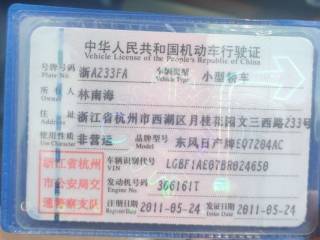 中华人民共和国机动车行驶证
Vehicle License of the People's Republic of China
号牌号码 浙A233FA 车辆类型 小型轿车
Plate No. Vehicle Type
所有人 林南海
Owner
住址 浙江省杭州市西湖区月桂花园文三西路233号
使用性质 非营运 品牌型号 东风日产牌EQ7204AC
Use Character Model
浙江省杭州
市公安局交
通警察支队
车辆识别代号 LGBF1AE07BR024650
VIN
发动机号码 366161T
Engine No.
注册日期 2011-05-24 发证日期 2011-05-24
Register Date Issue Date